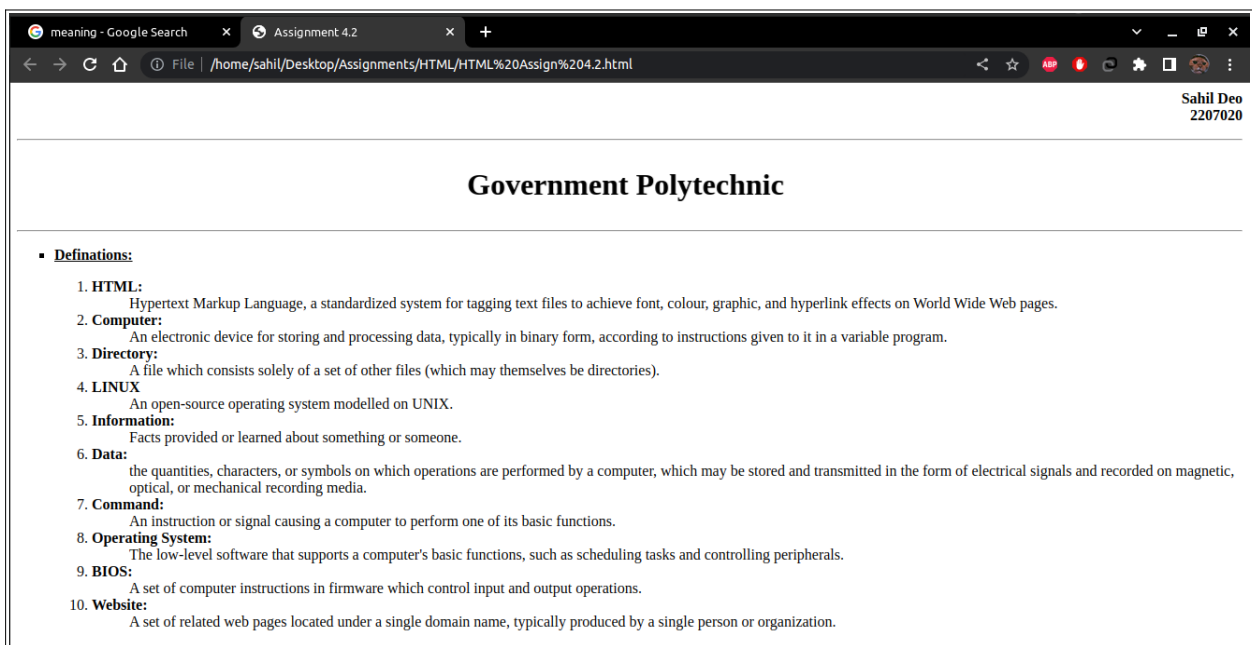 meaning - Google Search
Assignment 4.2
File | /home/sahil/Desktop/Assignments/HTML/HTML%20Assign%204.2.html
ABP
Sahil Deo
2207020
Government Polytechnic
▪ Definations:
1. HTML:
Hypertext Markup Language, a standardized system for tagging text files to achieve font, colour, graphic, and hyperlink effects on World Wide Web pages.
2. Computer:
An electronic device for storing and processing data, typically in binary form, according to instructions given to it in a variable program.
3. Directory:
A file which consists solely of a set of other files (which may themselves be directories).
4. LINUX
An open-source operating system modelled on UNIX.
5. Information:
Facts provided or learned about something or someone.
6. Data:
the quantities, characters, or symbols on which operations are performed by a computer, which may be stored and transmitted in the form of electrical signals and recorded on magnetic,
optical, or mechanical recording media.
7. Command:
An instruction or signal causing a computer to perform one of its basic functions.
8. Operating System:
The low-level software that supports a computer's basic functions, such as scheduling tasks and controlling peripherals.
9. BIOS:
A set of computer instructions in firmware which control input and output operations.
10. Website:
A set of related web pages located under a single domain name, typically produced by a single person or organization.